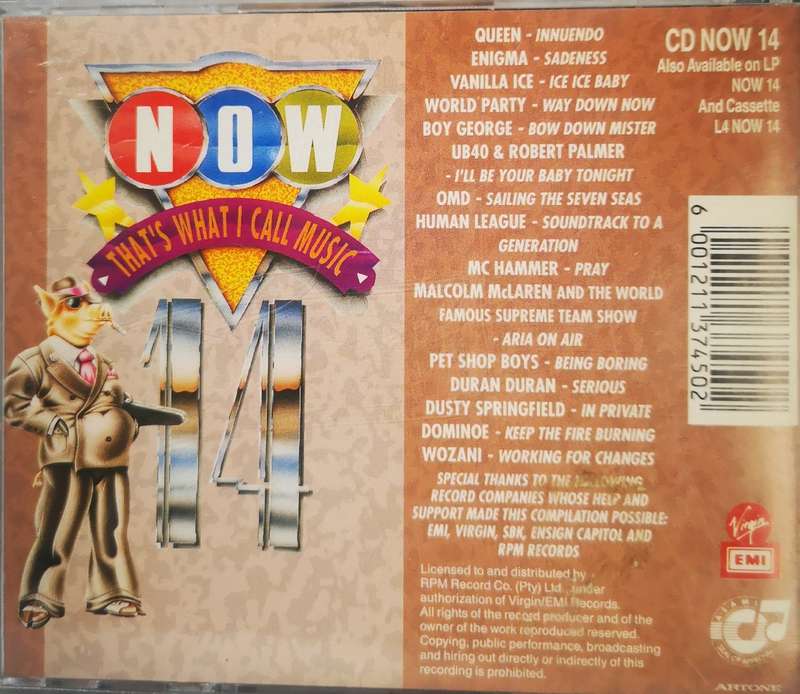 NOW
THAT'S WHAT I CALL MUSIC
14
QUEEN - INNUENDO
ENIGMA - SADENESS
VANILLA ICE - ICE ICE BABY
WORLD PARTY - WAY DOWN NOW
BOY GEORGE - BOW DOWN MISTER
UB40 & ROBERT PALMER
- I'LL BE YOUR BABY TONIGHT
OMD - SAILING THE SEVEN SEAS
HUMAN LEAGUE - SOUNDTRACK TO A
GENERATION
MC HAMMER - PRAY
MALCOLM McLAREN AND THE WORLD
FAMOUS SUPREME TEAM SHOW
- ARIA ON AIR
PET SHOP BOYS - BEING BORING
DURAN DURAN - SERIOUS
DUSTY SPRINGFIELD - IN PRIVATE
DOMINOE - KEEP THE FIRE BURNING
WOZANI - WORKING FOR CHANGES
SPECIAL THANKS TO THE FOLLOWING
RECORD COMPANIES WHOSE HELP AND
SUPPORT MADE THIS COMPILATION POSSIBLE:
EMI, VIRGIN, SBK, ENSIGN CAPITOL AND
RPM RECORDS
Licensed to and distributed by
RPM Record Co. (Pty) Ltd., under
authorization of Virgin/EMI Records.
All rights of the record producer and of the
owner of the work reproduced reserved.
Copying, public performance, broadcasting
and hiring out directly or indirectly of this
recording is prohibited.
CD NOW 14
Also Available on LP
NOW 14
And Cassette
L4 NOW 14
6 001211 374502
Virgin
EMI
ARTONE